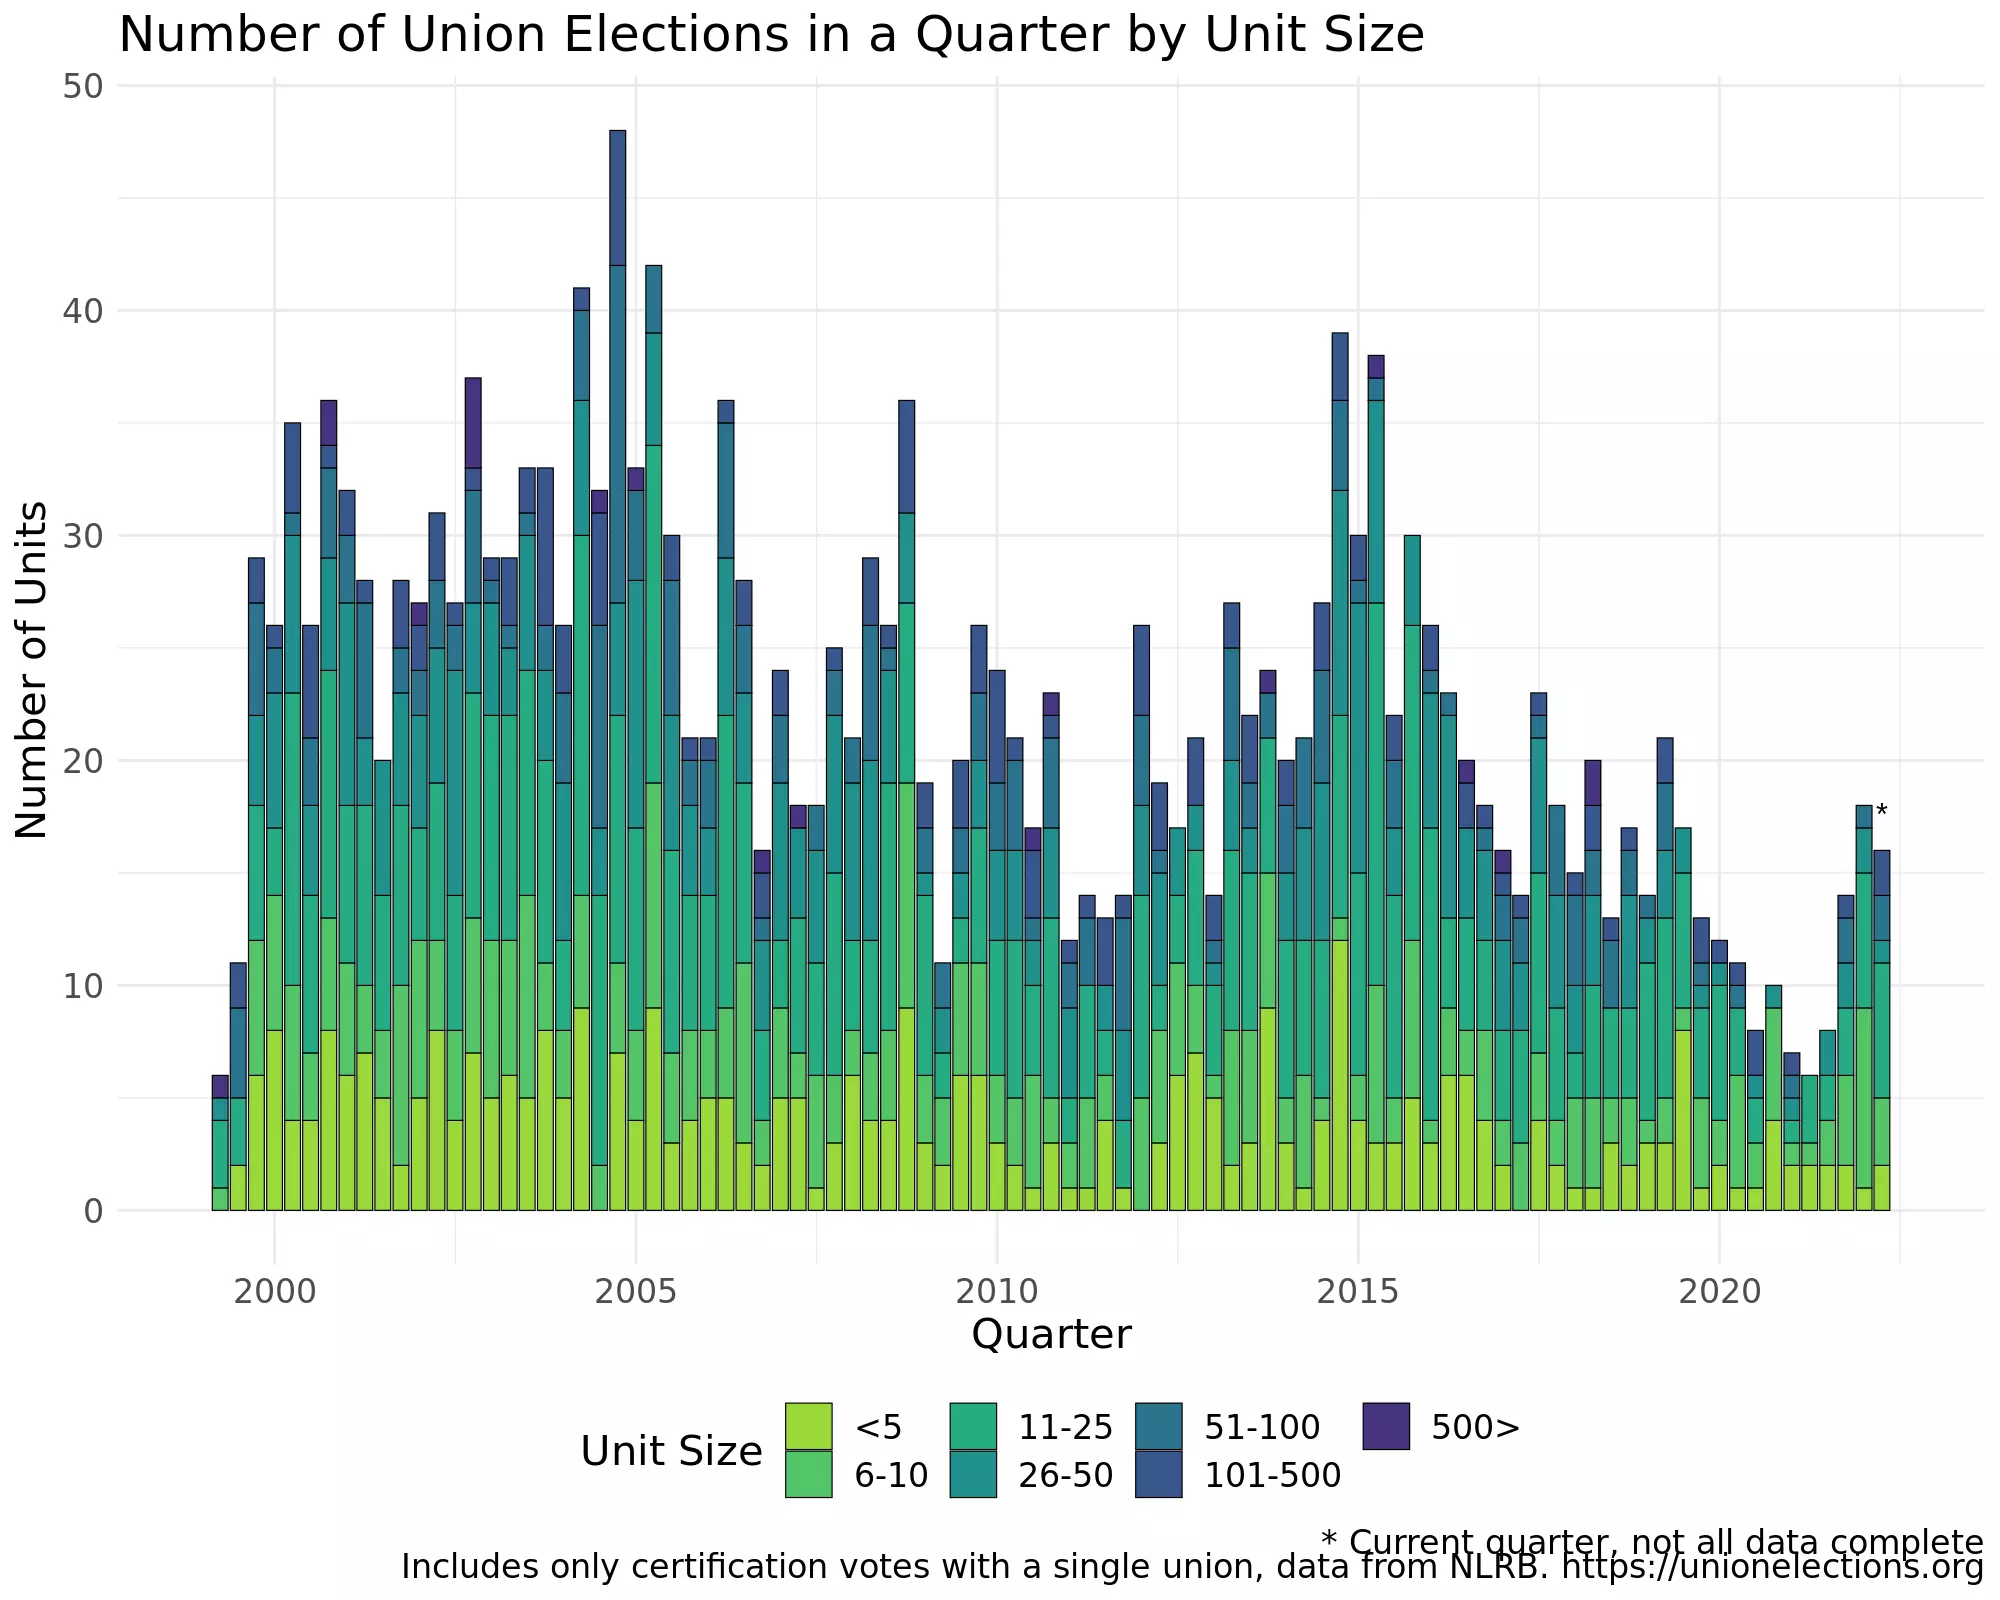 Number of Union Elections in a Quarter by Unit Size
50
40
30
20
10
0
Number of Units
*
2000 2005 2010 2015 2020
Quarter
Unit Size
<5 11-25 51-100 500>
6-10 26-50 101-500
* Current quarter, not all data complete
Includes only certification votes with a single union, data from NLRB. https://unionelections.org